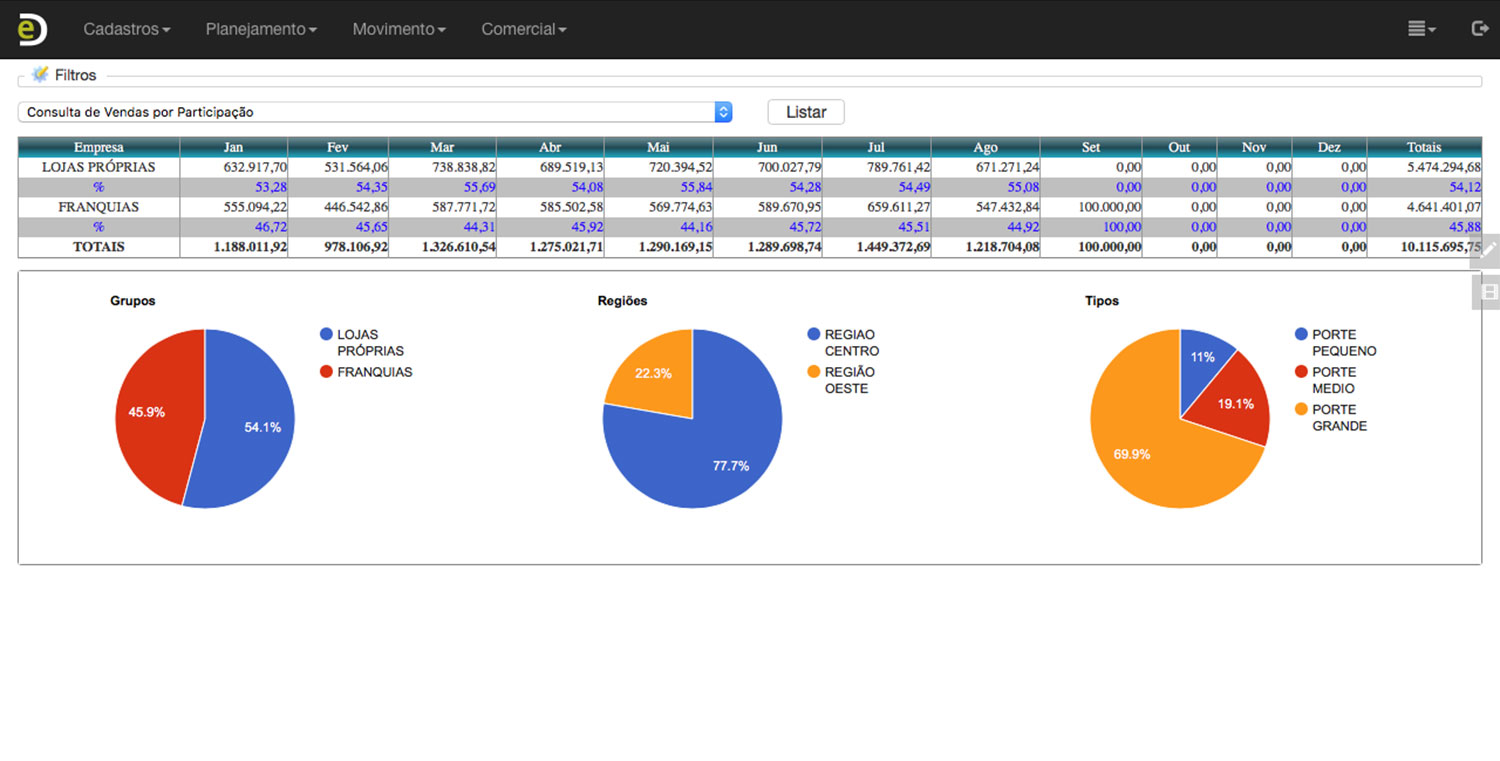 e Cadastros Planejamento Movimento Comercial
Filtros
Consulta de Vendas por Participação Listar
Empresa Jan Fev Mar Abr Mai Jun Jul Ago Set Out Nov Dez Totais
LOJAS PRÓPRIAS 632.917,70 531.564,06 738.838,82 689.519,13 720.394,52 700.027,79 789.761,42 671.271,24 0,00 0,00 0,00 0,00 5.474.294,68
% 53,28 54,35 55,69 54,08 55,84 54,28 54,49 55,08 0,00 0,00 0,00 0,00 54,12
FRANQUIAS 555.094,22 446.542,86 587.771,72 585.502,58 569.774,63 589.670,95 659.611,27 547.432,84 100.000,00 0,00 0,00 0,00 4.641.401,07
% 46,72 45,65 44,31 45,92 44,16 45,72 45,51 44,92 100,00 0,00 0,00 0,00 45,88
TOTAIS 1.188.011,92 978.106,92 1.326.610,54 1.275.021,71 1.290.169,15 1.289.698,74 1.449.372,69 1.218.704,08 100.000,00 0,00 0,00 0,00 10.115.695,75
Grupos
LOJAS
PRÓPRIAS
FRANQUIAS
45.9%
54.1%
Regiões
REGIAO
CENTRO
REGIÃO
OESTE
22.3%
77.7%
Tipos
PORTE
PEQUENO
PORTE
MEDIO
PORTE
GRANDE
11%
19.1%
69.9%